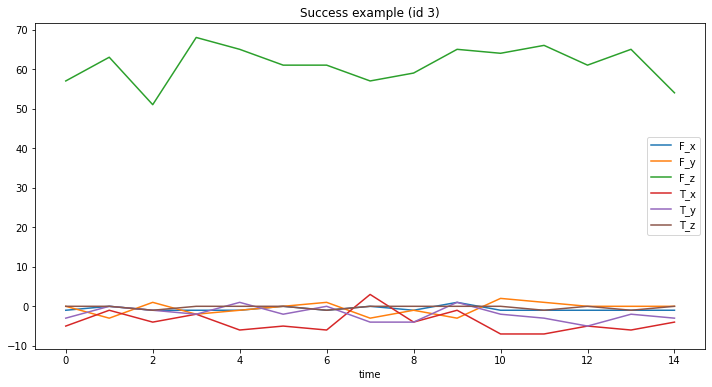 Success example (id 3)
70
60
50
40
30
20
10
0
−10
F_x
F_y
F_z
T_x
T_y
T_z
0 2 4 6 8 10 12 14
time